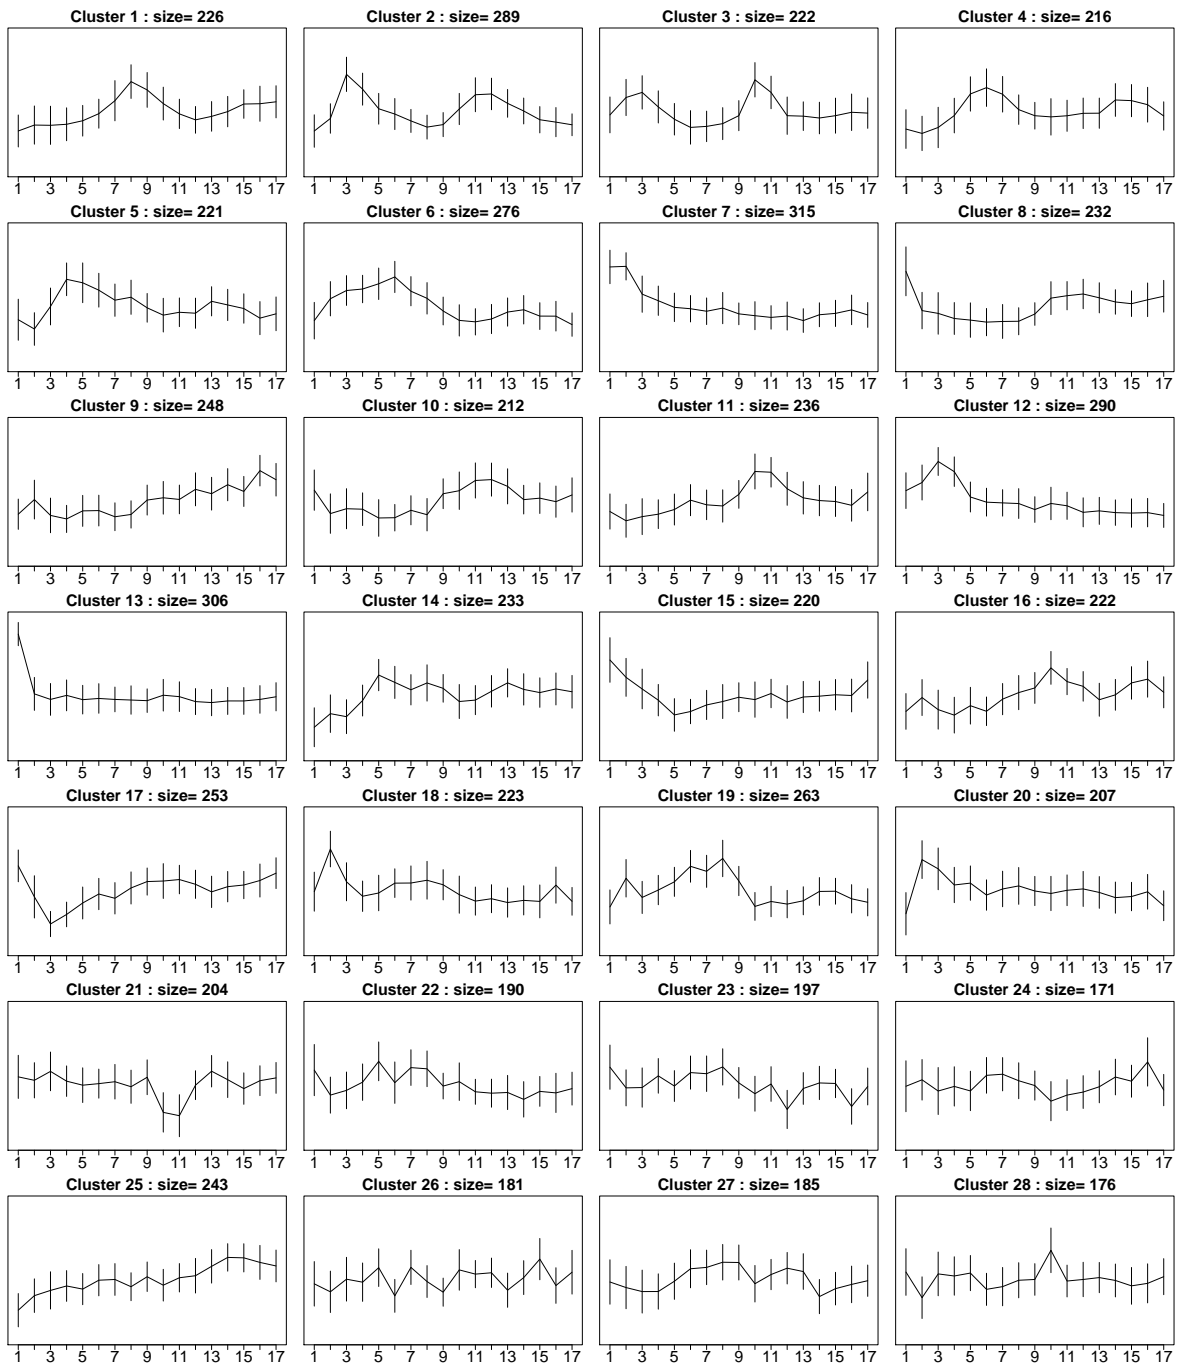 Cluster 1 : size= 226 Cluster 2 : size= 289 Cluster 3 : size= 222 Cluster 4 : size= 216
1 3 5 7 9 11 13 15 17 1 3 5 7 9 11 13 15 17 1 3 5 7 9 11 13 15 17 1 3 5 7 9 11 13 15 17
Cluster 5 : size= 221 Cluster 6 : size= 276 Cluster 7 : size= 315 Cluster 8 : size= 232
1 3 5 7 9 11 13 15 17 1 3 5 7 9 11 13 15 17 1 3 5 7 9 11 13 15 17 1 3 5 7 9 11 13 15 17
Cluster 9 : size= 248 Cluster 10 : size= 212 Cluster 11 : size= 236 Cluster 12 : size= 290
1 3 5 7 9 11 13 15 17 1 3 5 7 9 11 13 15 17 1 3 5 7 9 11 13 15 17 1 3 5 7 9 11 13 15 17
Cluster 13 : size= 306 Cluster 14 : size= 233 Cluster 15 : size= 220 Cluster 16 : size= 222
1 3 5 7 9 11 13 15 17 1 3 5 7 9 11 13 15 17 1 3 5 7 9 11 13 15 17 1 3 5 7 9 11 13 15 17
Cluster 17 : size= 253 Cluster 18 : size= 223 Cluster 19 : size= 263 Cluster 20 : size= 207
1 3 5 7 9 11 13 15 17 1 3 5 7 9 11 13 15 17 1 3 5 7 9 11 13 15 17 1 3 5 7 9 11 13 15 17
Cluster 21 : size= 204 Cluster 22 : size= 190 Cluster 23 : size= 197 Cluster 24 : size= 171
1 3 5 7 9 11 13 15 17 1 3 5 7 9 11 13 15 17 1 3 5 7 9 11 13 15 17 1 3 5 7 9 11 13 15 17
Cluster 25 : size= 243 Cluster 26 : size= 181 Cluster 27 : size= 185 Cluster 28 : size= 176
1 3 5 7 9 11 13 15 17 1 3 5 7 9 11 13 15 17 1 3 5 7 9 11 13 15 17 1 3 5 7 9 11 13 15 17